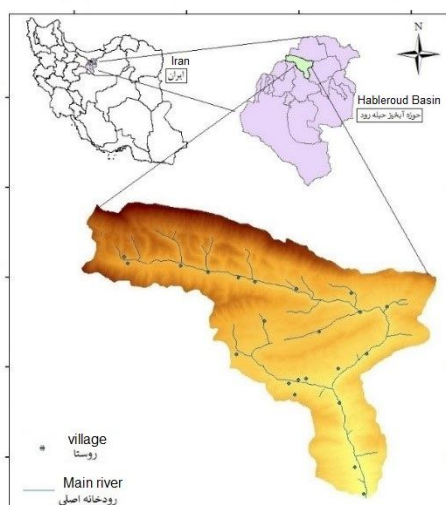 N
Iran
ایران
Hableroud Basin
حوزه آبخیز حبله رود
village
روستا
Main river
رودخانه اصلی